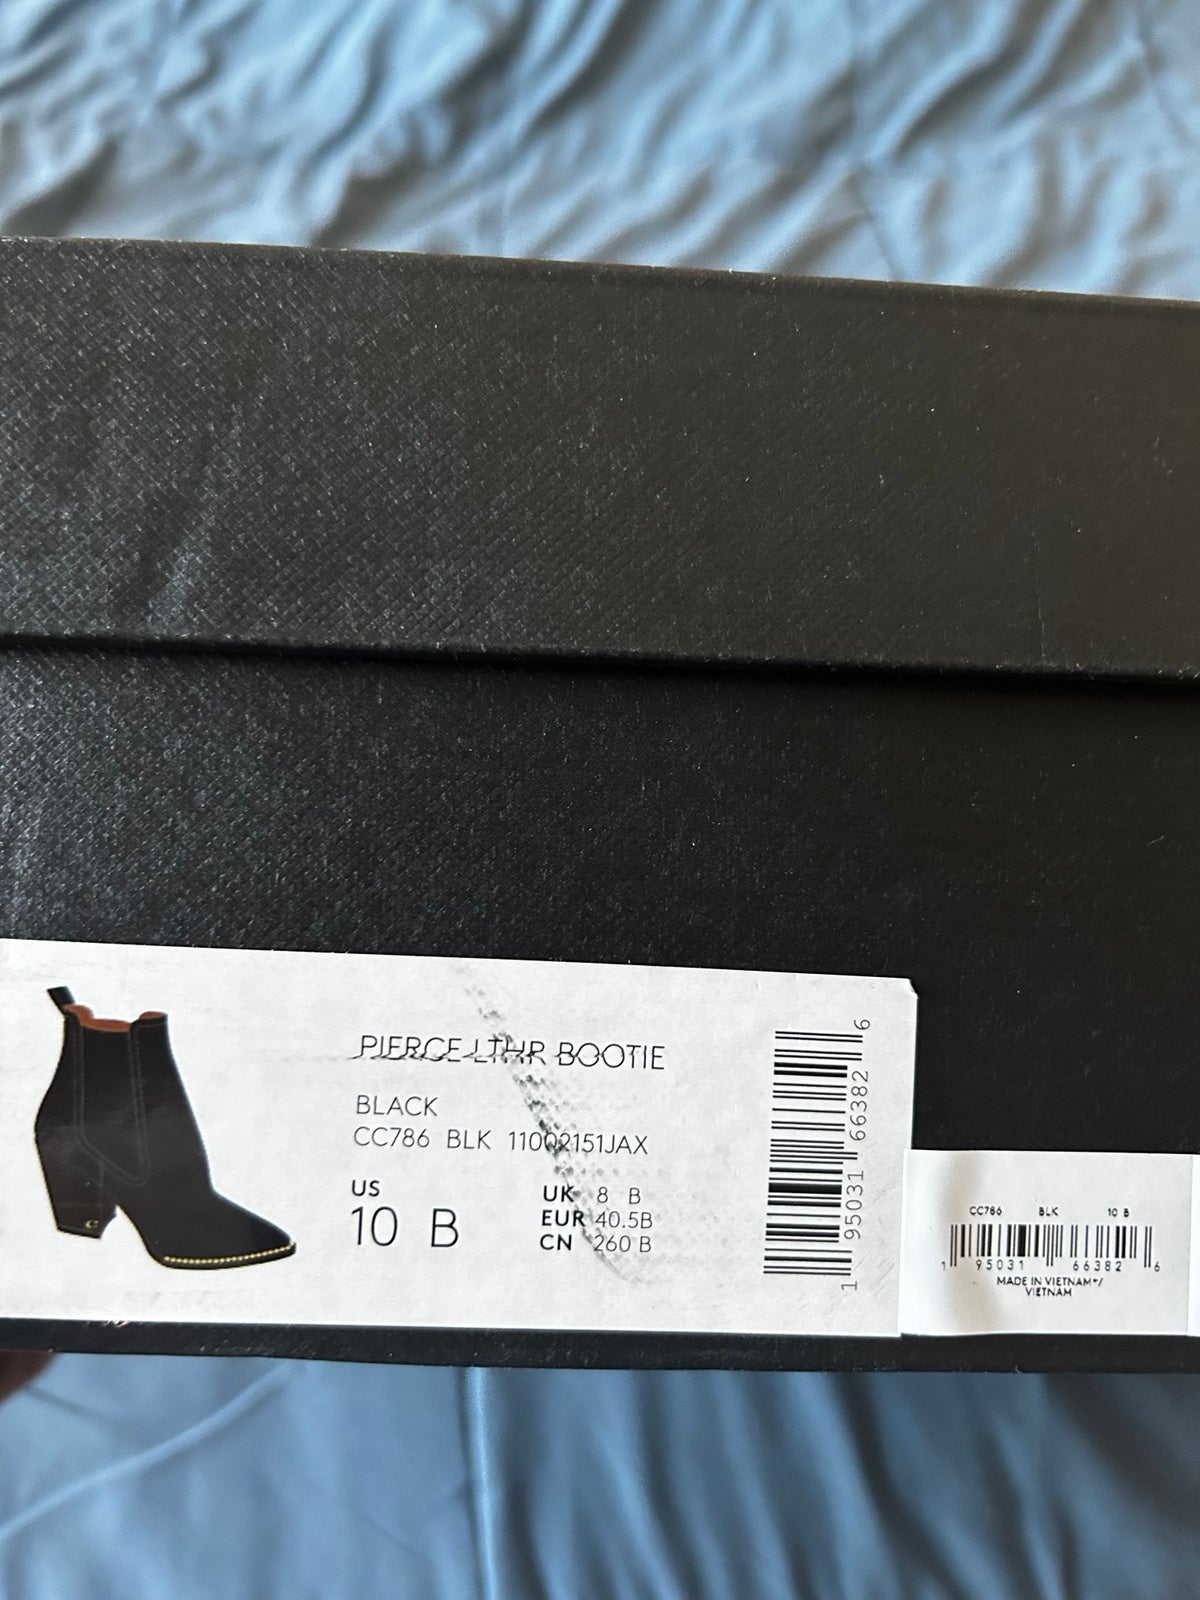 PIERCE LTHR BOOTIE
BLACK
CC786 BLK 11002151JAX
US
10 B
UK 8 B
EUR 40.5B
CN 260 B
1 95031 66382 6
CC786 BLK 10 B
1 95031 66382 6
MADE IN VIETNAM*/
VIETNAM
C